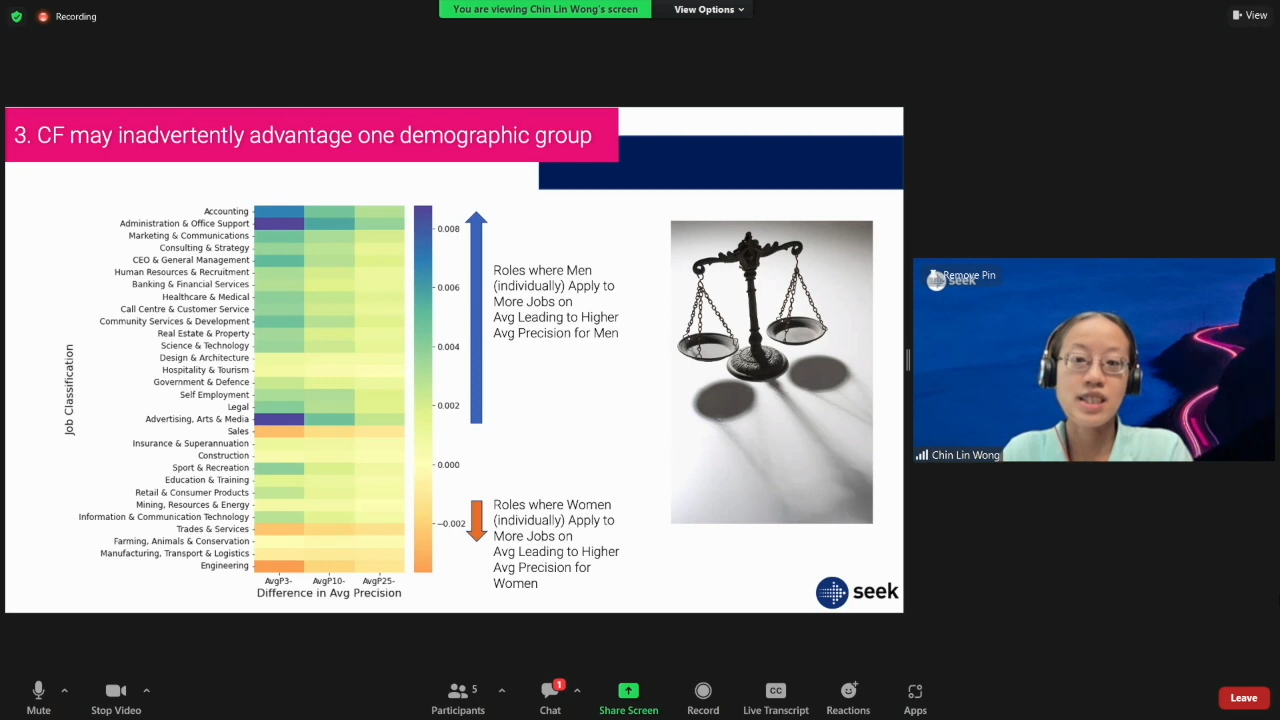 Recording
You are viewing Chin Lin Wong's screen
View Options
View
3. CF may inadvertently advantage one demographic group
Job Classification
Accounting
Administration & Office Support
Marketing & Communications
Consulting & Strategy
CEO & General Management
Human Resources & Recruitment
Banking & Financial Services
Healthcare & Medical
Call Centre & Customer Service
Community Services & Development
Real Estate & Property
Science & Technology
Design & Architecture
Hospitality & Tourism
Government & Defence
Self Employment
Legal
Advertising, Arts & Media
Sales
Insurance & Superannuation
Construction
Sport & Recreation
Education & Training
Retail & Consumer Products
Mining, Resources & Energy
Information & Communication Technology
Trades & Services
Farming, Animals & Conservation
Manufacturing, Transport & Logistics
Engineering
AvgP3- AvgP10- AvgP25-
Difference in Avg Precision
0.008
0.006
0.004
0.002
0.000
−0.002
Roles where Men
(individually) Apply to
More Jobs on
Avg Leading to Higher
Avg Precision for Men
Roles where Women
(individually) Apply to
More Jobs on
Avg Leading to Higher
Avg Precision for
Women
seek
Remove Pin
seek
Chin Lin Wong
Mute
Stop Video
5
Participants
1
Chat
Share Screen
Record
CC
Live Transcript
Reactions
Apps
Leave